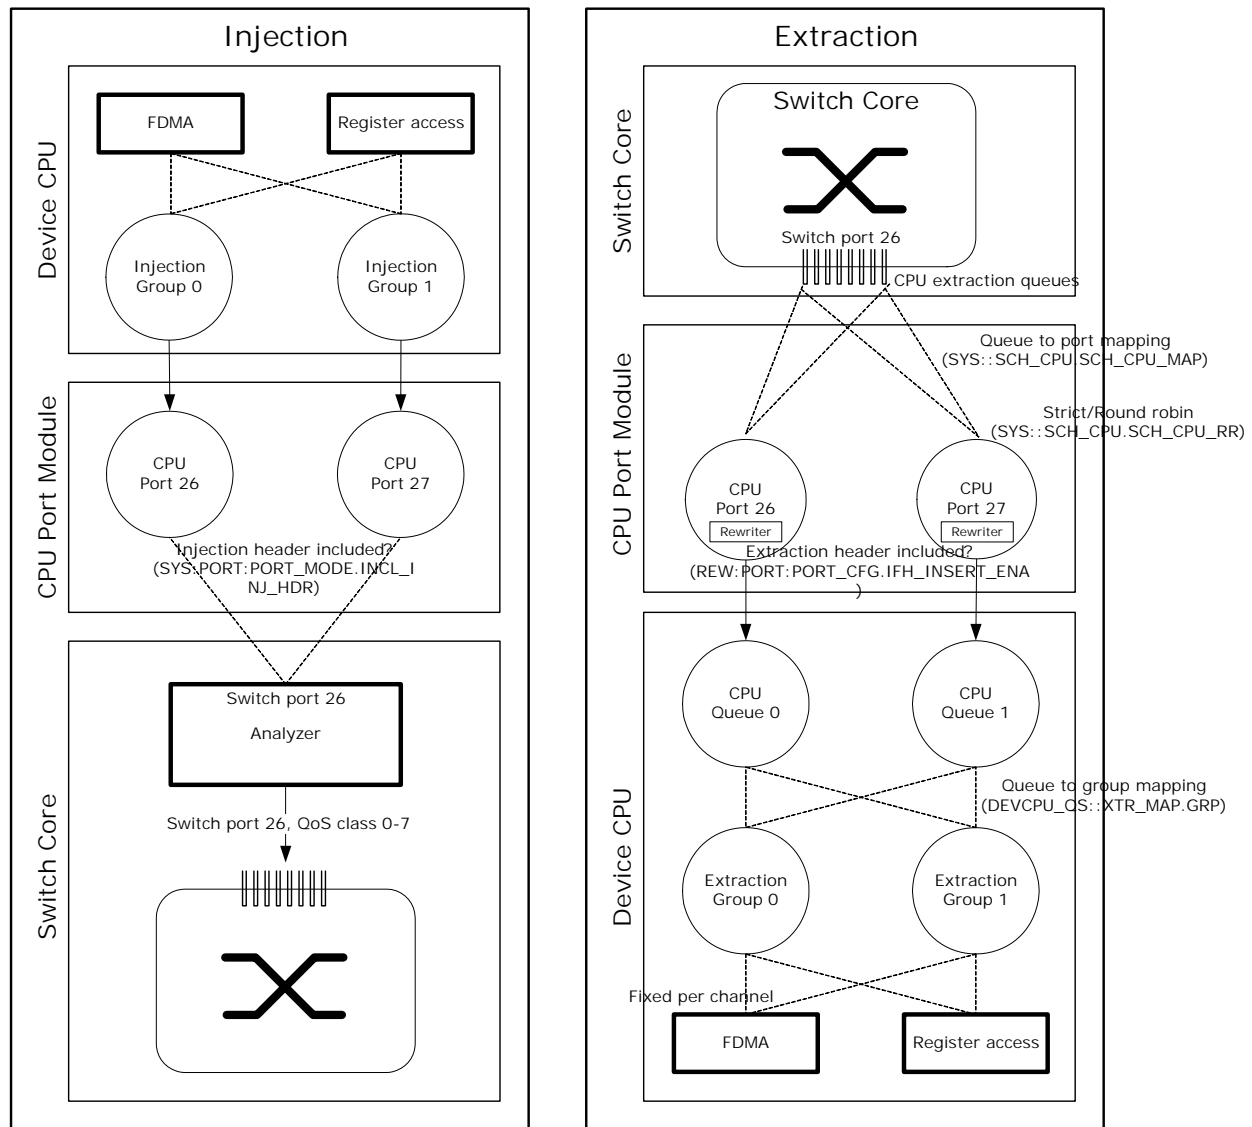 Injection
Device CPU
FDMA
Register access
Injection
Group 0
Injection
Group 1
CPU Port Module
CPU
Port 26
CPU
Port 27
Injection header included?
(SYS:PORT:PORT_MODE.INCL_I
NJ_HDR)
Switch Core
Switch port 26
Analyzer
Switch port 26, QoS class 0-7
Extraction
Switch Core
Switch Core
Switch port 26
CPU extraction queues
CPU Port Module
Queue to port mapping
(SYS::SCH_CPU.SCH_CPU_MAP)
Strict/Round robin
(SYS::SCH_CPU.SCH_CPU_RR)
CPU
Port 26
Rewriter
CPU
Port 27
Rewriter
Extraction header included?
(REW:PORT:PORT_CFG.IFH_INSERT_ENA
)
Device CPU
CPU
Queue 0
CPU
Queue 1
Queue to group mapping
(DEVCPU_QS::XTR_MAP.GRP)
Extraction
Group 0
Extraction
Group 1
Fixed per channel
FDMA
Register access